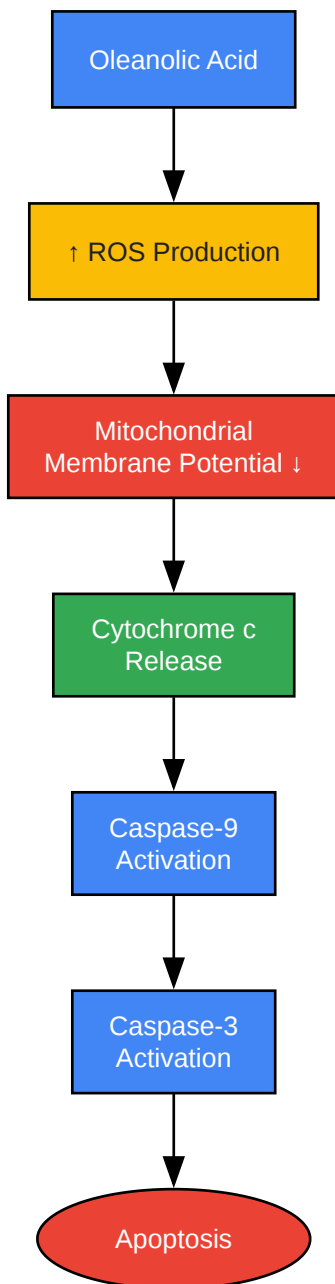 Oleanolic Acid
↑ ROS Production
Mitochondrial
Membrane Potential ↓
Cytochrome c
Release
Caspase-9
Activation
Caspase-3
Activation
Apoptosis